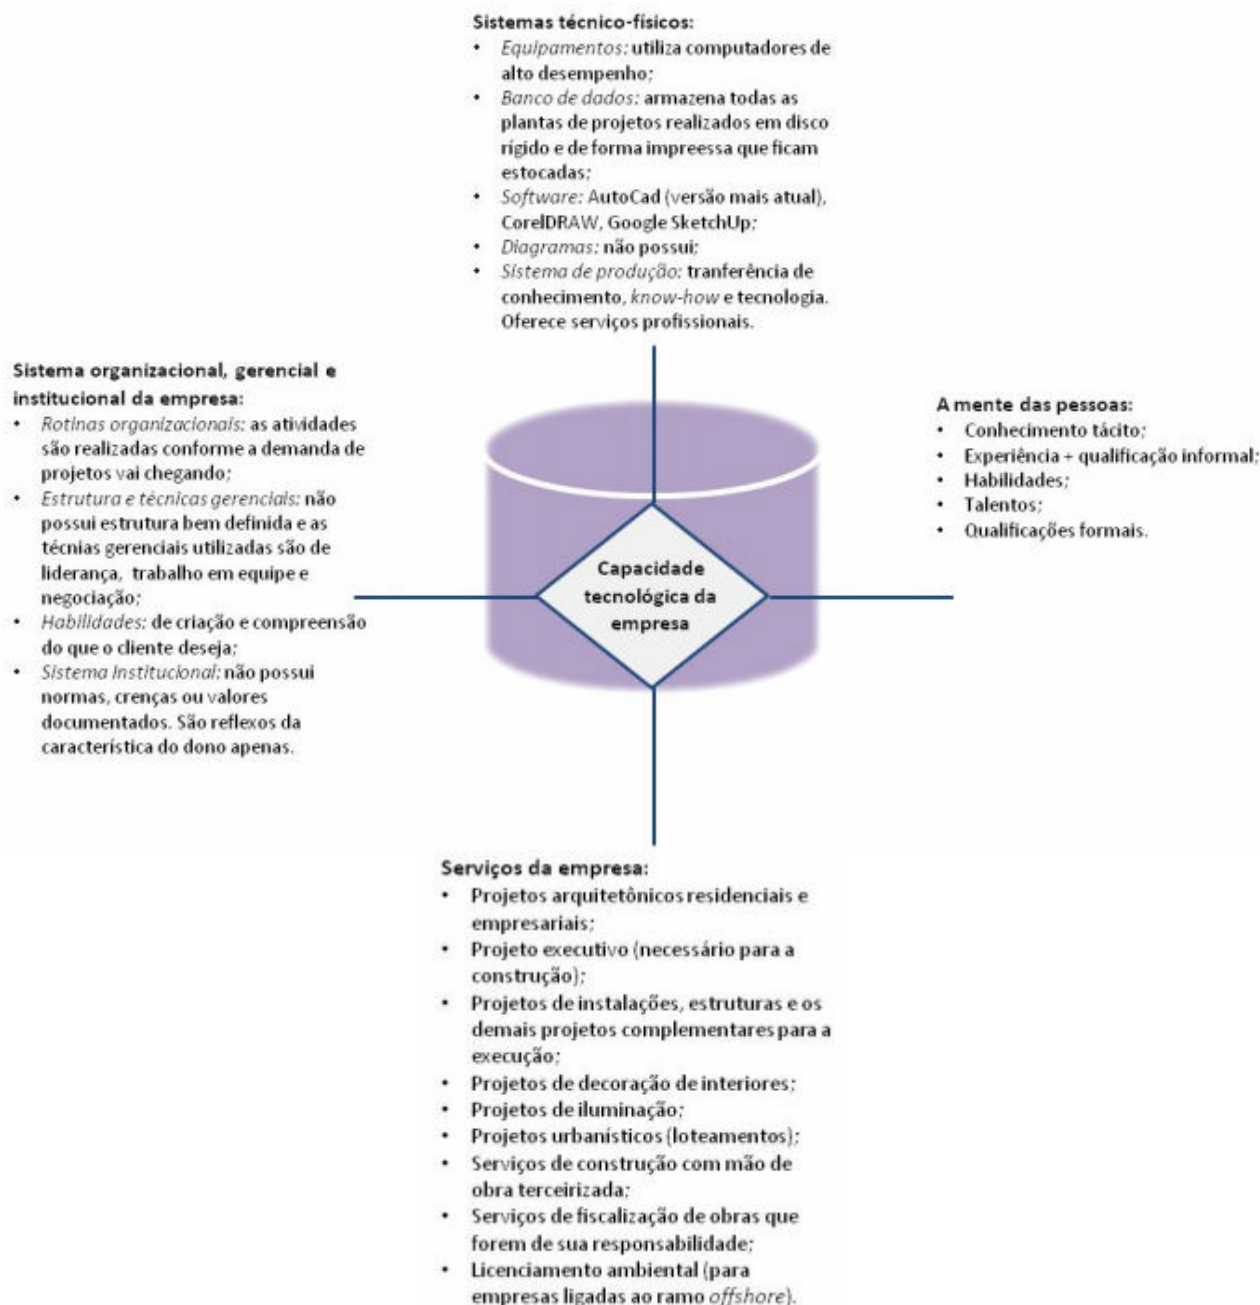 Sistemas técnico-físicos:
• Equipamentos: utiliza computadores de
alto desempenho;
• Banco de dados: armazena todas as
plantas de projetos realizados em disco
rígido e de forma impreessa que ficam
estocadas;
• Software: AutoCad (versão mais atual),
CorelDRAW, Google SketchUp;
• Diagramas: não possui;
• Sistema de produção: tranferência de
conhecimento, know-how e tecnologia.
Oferece serviços profissionais.
Sistema organizacional, gerencial e
institucional da empresa:
• Rotinas organizacionais: as atividades
são realizadas conforme a demanda de
projetos vai chegando;
• Estrutura e técnicas gerenciais: não
possui estrutura bem definida e as
técnias gerenciais utilizadas são de
liderança, trabalho em equipe e
negociação;
• Habilidades: de criação e compreensão
do que o cliente deseja;
• Sistema Institucional: não possui
normas, crenças ou valores
documentados. São reflexos da
característica do dono apenas.
Capacidade
tecnológica da
empresa
A mente das pessoas:
• Conhecimento tácito;
• Experiência + qualificação informal;
• Habilidades;
• Talentos;
• Qualificações formais.
Serviços da empresa:
• Projetos arquitetônicos residenciais e
empresariais;
• Projeto executivo (necessário para a
construção);
• Projetos de instalações, estruturas e os
demais projetos complementares para a
execução;
• Projetos de decoração de interiores;
• Projetos de iluminação;
• Projetos urbanísticos (loteamentos);
• Serviços de construção com mão de
obra terceirizada;
• Serviços de fiscalização de obras que
forem de sua responsabilidade;
• Licenciamento ambiental (para
empresas ligadas ao ramo offshore).